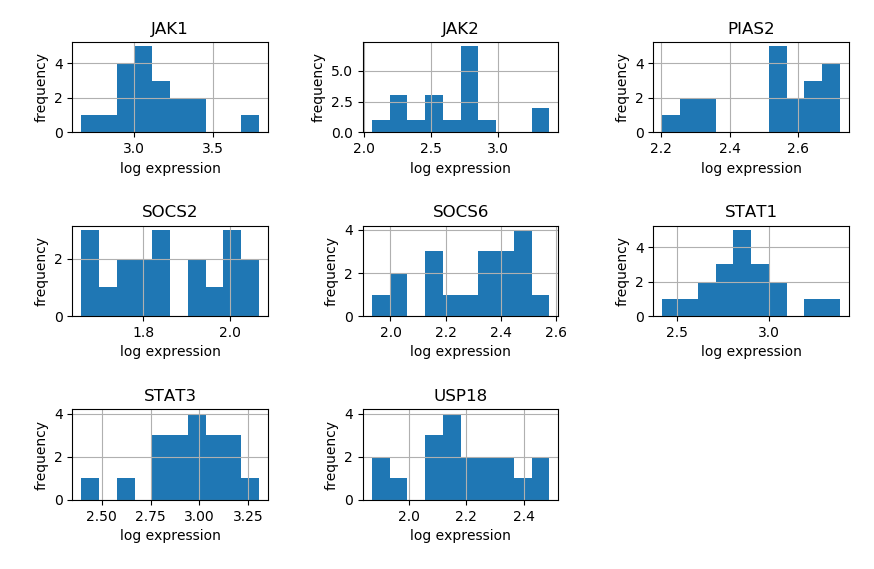 JAK1
frequency
4
2
0
3.0 3.5
log expression
JAK2
frequency
5.0
2.5
0.0
2.0 2.5 3.0
log expression
PIAS2
frequency
4
2
0
2.2 2.4 2.6
log expression
SOCS2
frequency
2
0
1.8 2.0
log expression
SOCS6
frequency
4
2
0
2.0 2.2 2.4 2.6
log expression
STAT1
frequency
4
2
0
2.5 3.0
log expression
STAT3
frequency
4
2
0
2.50 2.75 3.00 3.25
log expression
USP18
frequency
4
2
0
2.0 2.2 2.4
log expression